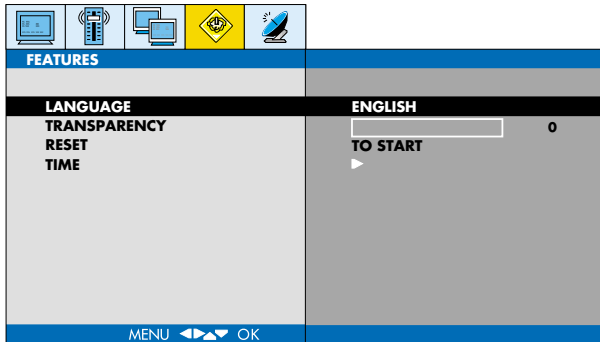 FEATURES
LANGUAGE ENGLISH
TRANSPARENCY 0
RESET TO START
TIME
MENU OK